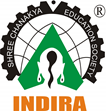 SHREE CHANAKYA EDUCATION SOCIETY
®
INDIRA